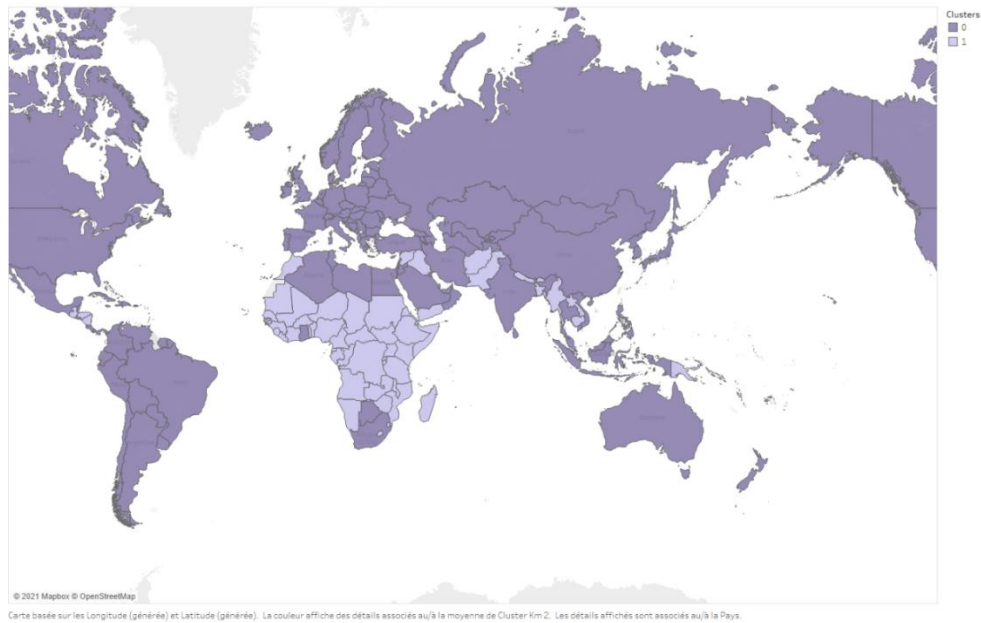 Clusters
0
1
© 2021 Mapbox © OpenStreetMap
Carte basée sur les Longitude (générée) et Latitude (générée). La couleur affiche des détails associés au/à la moyenne de Cluster Km 2. Les détails affichés sont associés au/à la Pays.